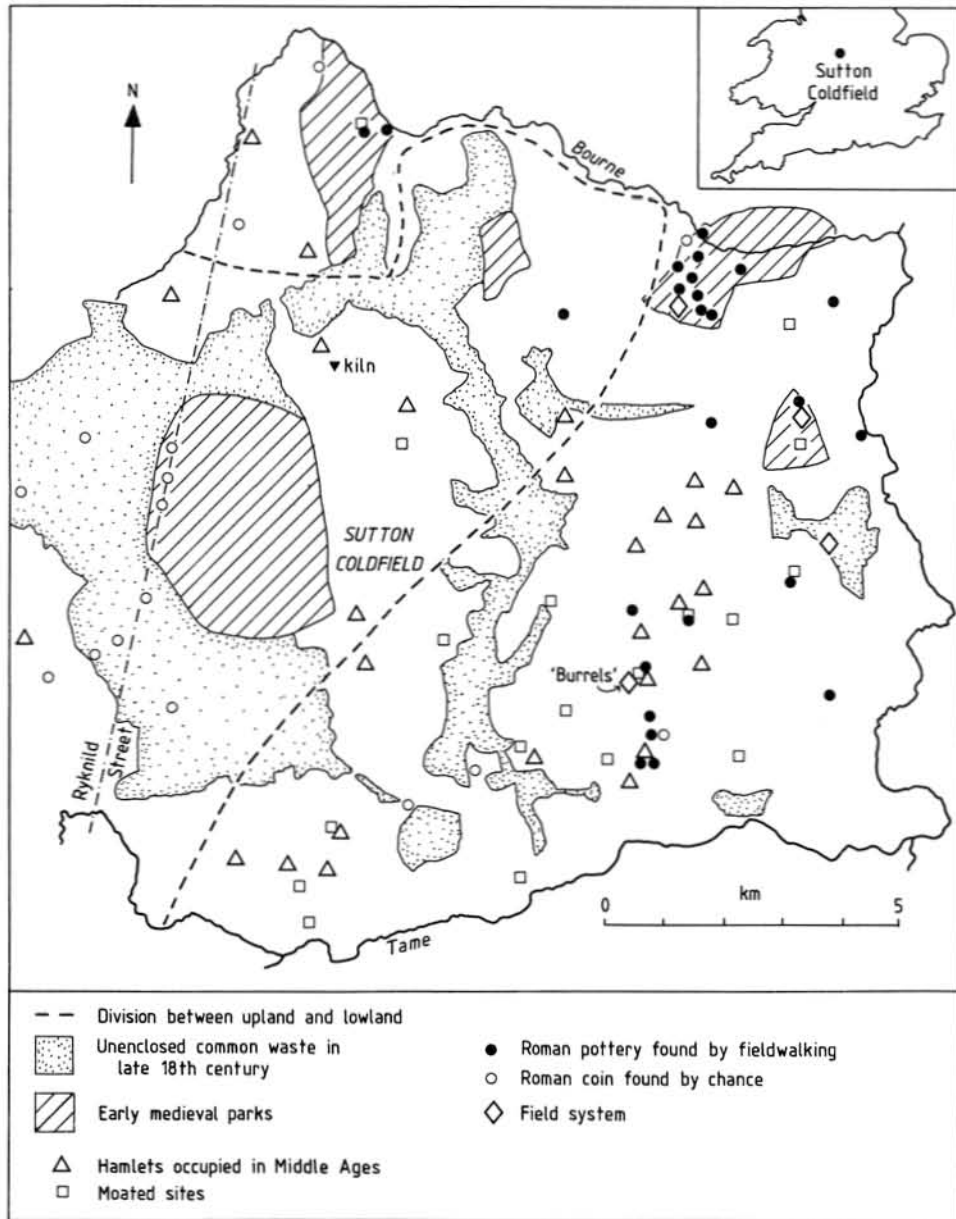 N
Sutton
Coldfield
Bourne
kiln
SUTTON
COLDFIELD
'Burrels'
Ryknild
Street
Tame
km
0 5
Division between upland and lowland
Unenclosed common waste in
late 18th century
Early medieval parks
Hamlets occupied in Middle Ages
Moated sites
Roman pottery found by fieldwalking
Roman coin found by chance
Field system